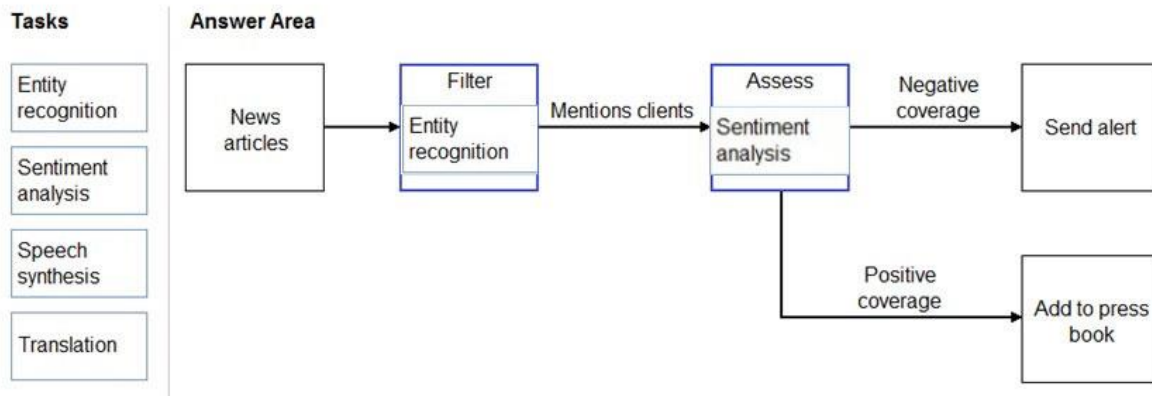 Tasks
Entity
recognition
Sentiment
analysis
Speech
synthesis
Translation
Answer Area
News
articles
Filter
Entity
recognition
Mentions clients
Assess
Sentiment
analysis
Negative
coverage
Send alert
Positive
coverage
Add to press
book